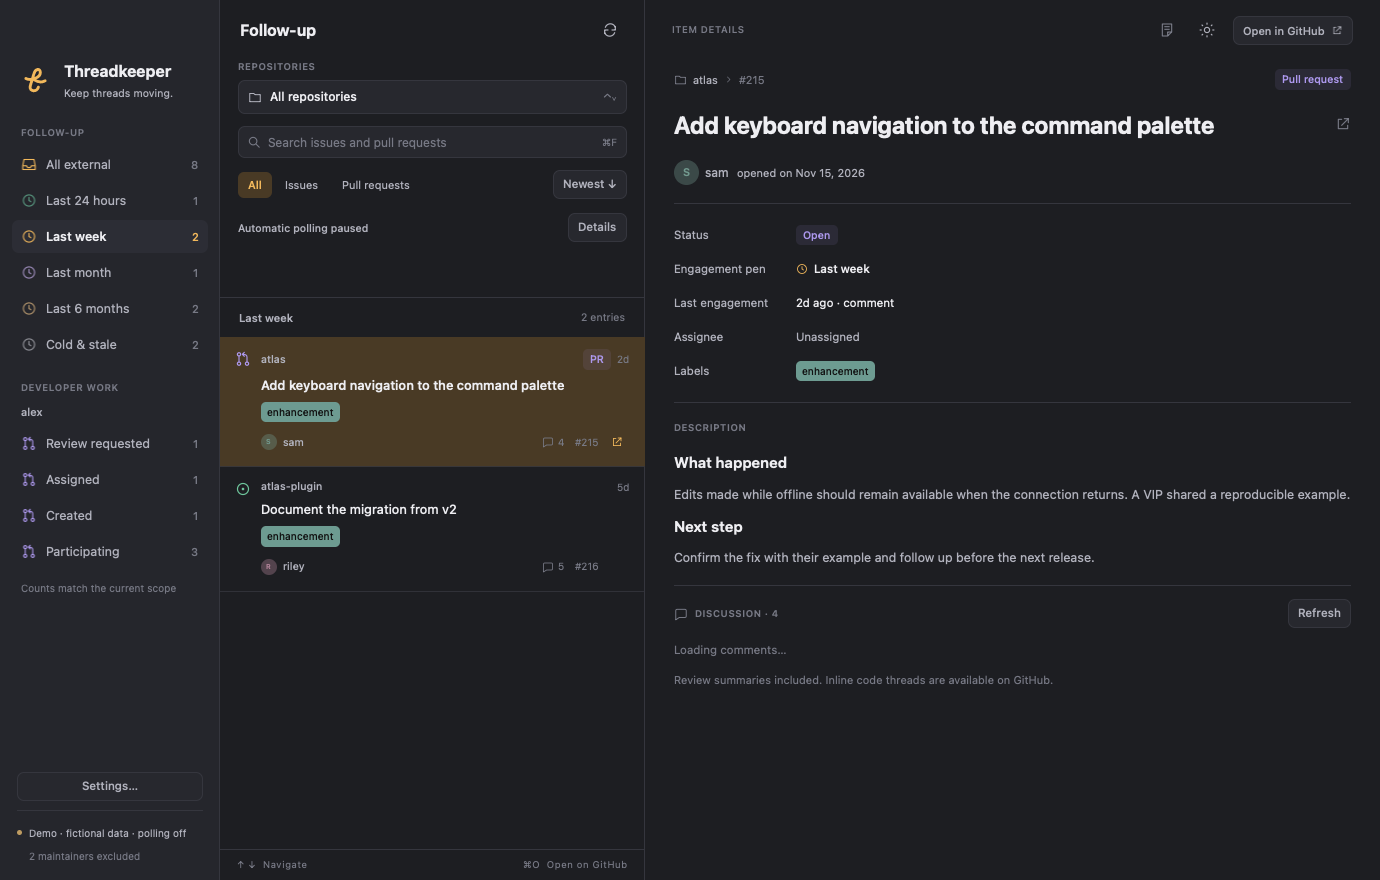 Threadkeeper
Keep threads moving.
FOLLOW-UP
All external 8
Last 24 hours 1
Last week 2
Last month 1
Last 6 months 2
Cold & stale 2
DEVELOPER WORK
alex
Review requested 1
Assigned 1
Created 1
Participating 3
Counts match the current scope
Settings...
Demo · fictional data · polling off
2 maintainers excluded
Follow-up
REPOSITORIES
All repositories
Search issues and pull requests ⌘F
All Issues Pull requests Newest ↓
Automatic polling paused Details
Last week 2 entries
atlas PR 2d
Add keyboard navigation to the command palette
enhancement
S sam 4 #215
atlas-plugin 5d
Document the migration from v2
enhancement
R riley 5 #216
↑ ↓ Navigate ⌘O Open on GitHub
ITEM DETAILS Open in GitHub
atlas > #215 Pull request
Add keyboard navigation to the command palette
S sam opened on Nov 15, 2026
Status Open
Engagement pen Last week
Last engagement 2d ago · comment
Assignee Unassigned
Labels enhancement
DESCRIPTION
What happened
Edits made while offline should remain available when the connection returns. A VIP shared a reproducible example.
Next step
Confirm the fix with their example and follow up before the next release.
DISCUSSION · 4 Refresh
Loading comments...
Review summaries included. Inline code threads are available on GitHub.